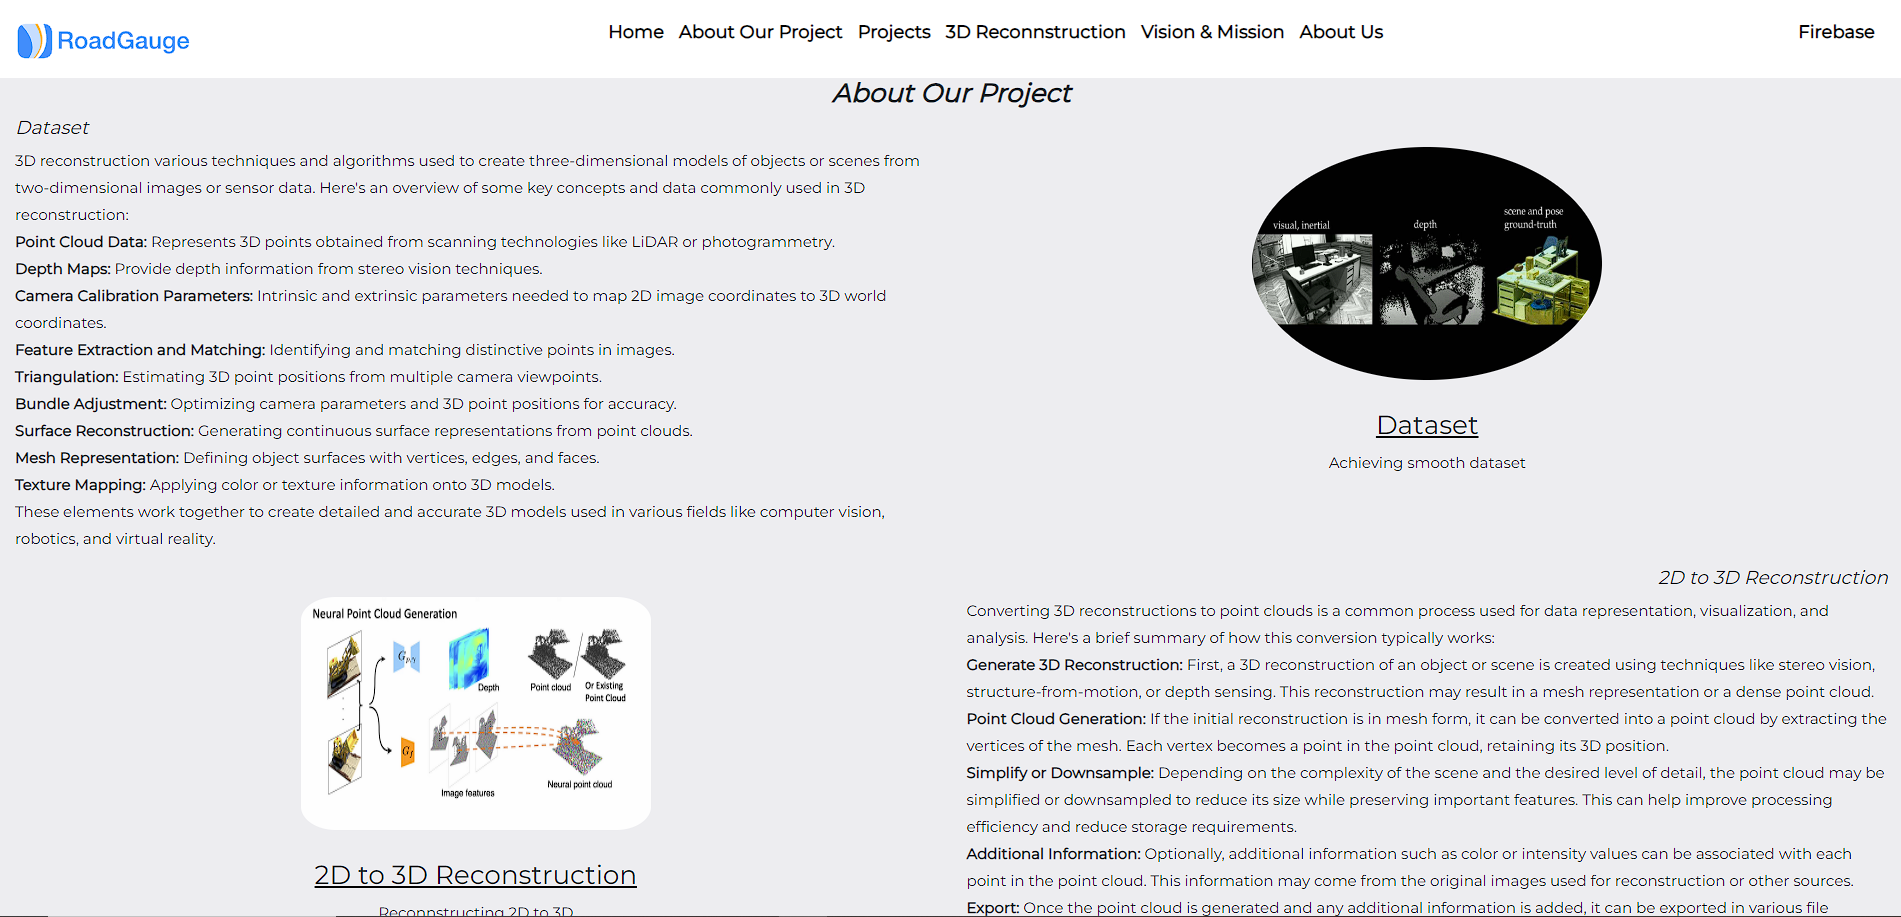 RoadGauge
Home About Our Project Projects 3D Reconnstruction Vision & Mission About Us
Firebase
About Our Project
Dataset
3D reconstruction various techniques and algorithms used to create three-dimensional models of objects or scenes from
two-dimensional images or sensor data. Here's an overview of some key concepts and data commonly used in 3D
reconstruction:
Point Cloud Data: Represents 3D points obtained from scanning technologies like LiDAR or photogrammetry.
Depth Maps: Provide depth information from stereo vision techniques.
Camera Calibration Parameters: Intrinsic and extrinsic parameters needed to map 2D image coordinates to 3D world
coordinates.
Feature Extraction and Matching: Identifying and matching distinctive points in images.
Triangulation: Estimating 3D point positions from multiple camera viewpoints.
Bundle Adjustment: Optimizing camera parameters and 3D point positions for accuracy.
Surface Reconstruction: Generating continuous surface representations from point clouds.
Mesh Representation: Defining object surfaces with vertices, edges, and faces.
Texture Mapping: Applying color or texture information onto 3D models.
These elements work together to create detailed and accurate 3D models used in various fields like computer vision,
robotics, and virtual reality.
visual, inertial
depth
scene and pose
ground-truth
Dataset
Achieving smooth dataset
Neural Point Cloud Generation
Depth
Point cloud
Or Existing
Point Cloud
Image features
Neural point cloud
2D to 3D Reconstruction
Reconnstructing 2D to 3D
2D to 3D Reconstruction
Converting 3D reconstructions to point clouds is a common process used for data representation, visualization, and
analysis. Here's a brief summary of how this conversion typically works:
Generate 3D Reconstruction: First, a 3D reconstruction of an object or scene is created using techniques like stereo vision,
structure-from-motion, or depth sensing. This reconstruction may result in a mesh representation or a dense point cloud.
Point Cloud Generation: If the initial reconstruction is in mesh form, it can be converted into a point cloud by extracting the
vertices of the mesh. Each vertex becomes a point in the point cloud, retaining its 3D position.
Simplify or Downsample: Depending on the complexity of the scene and the desired level of detail, the point cloud may be
simplified or downsampled to reduce its size while preserving important features. This can help improve processing
efficiency and reduce storage requirements.
Additional Information: Optionally, additional information such as color or intensity values can be associated with each
point in the point cloud. This information may come from the original images used for reconstruction or other sources.
Export: Once the point cloud is generated and any additional information is added, it can be exported in various file